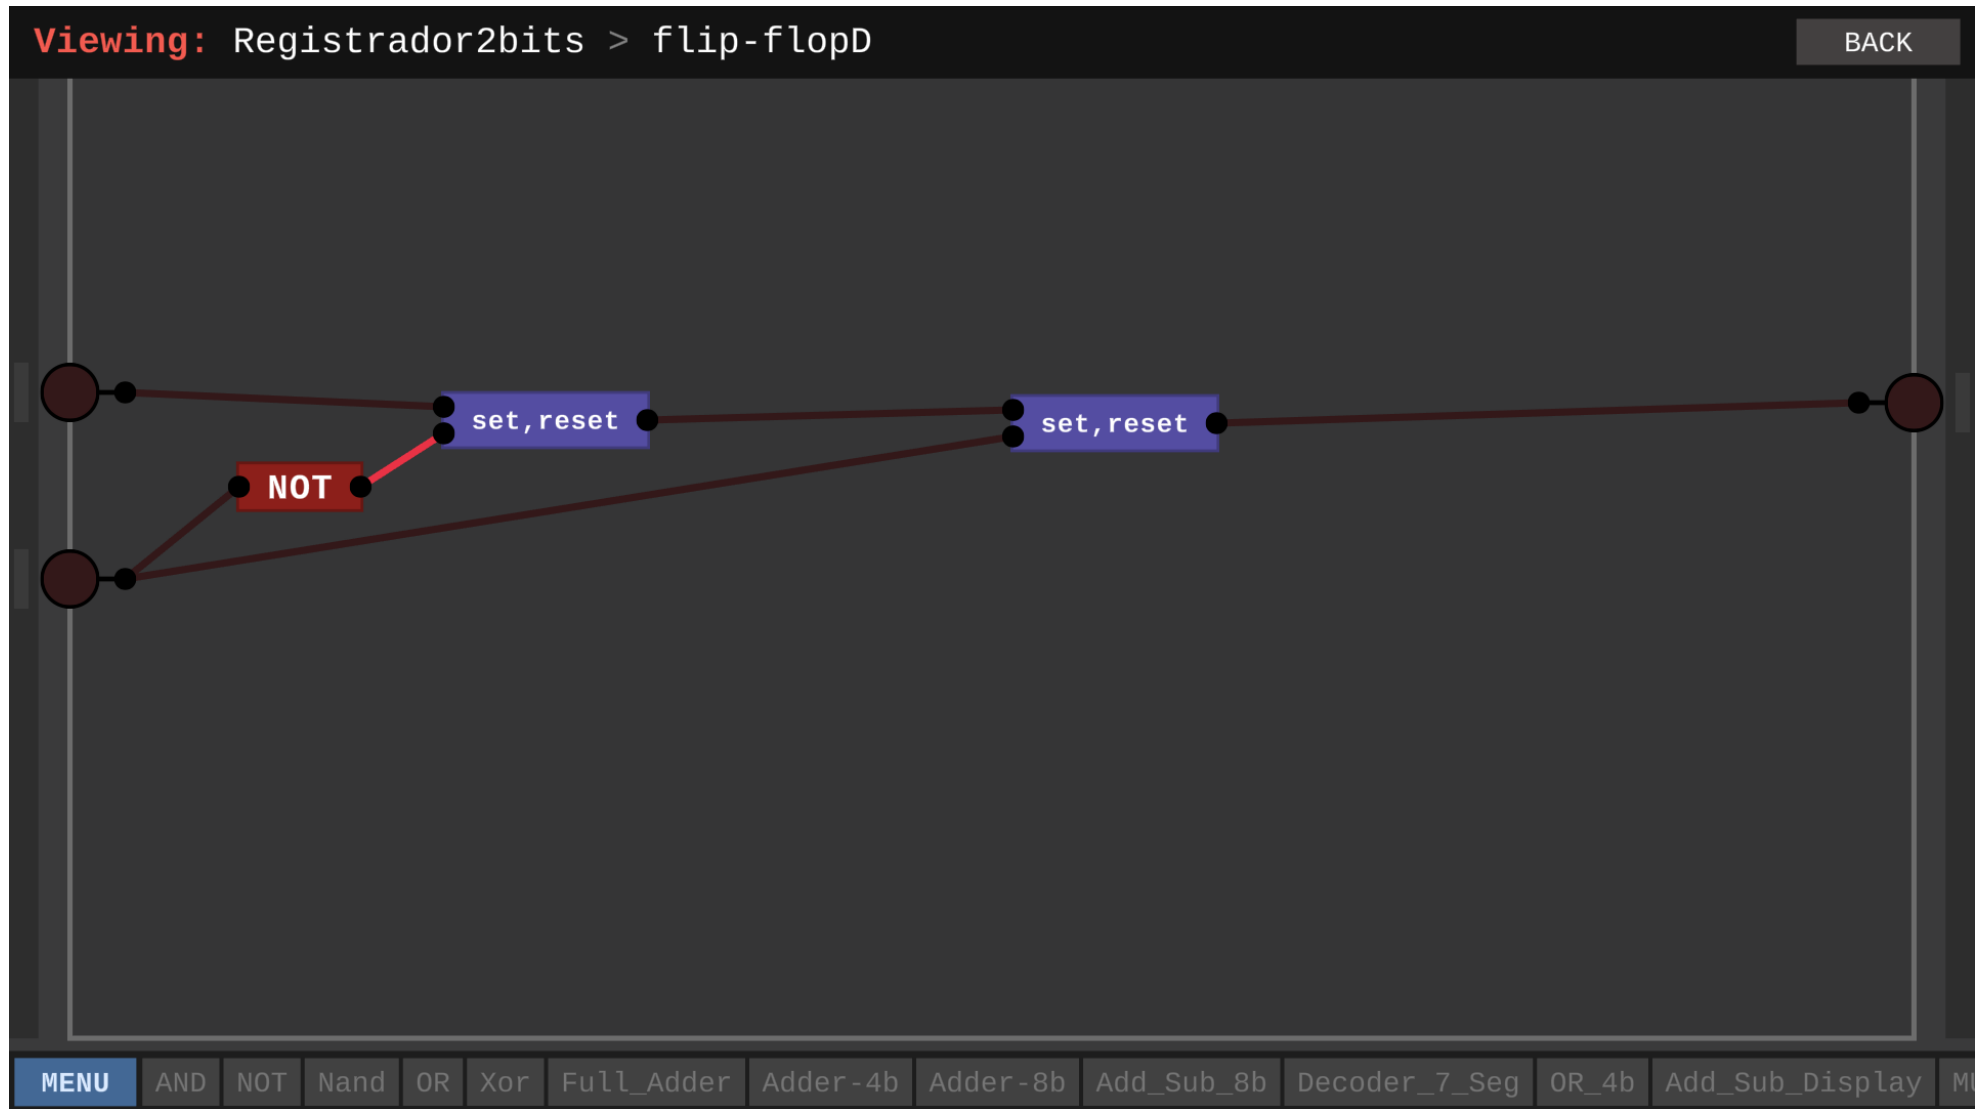 Viewing: Registrador2bits > flip-flopD
BACK
set,reset
set,reset
NOT
MENU AND NOT Nand OR Xor Full_Adder Adder-4b Adder-8b Add_Sub_8b Decoder_7_Seg OR_4b Add_Sub_Display